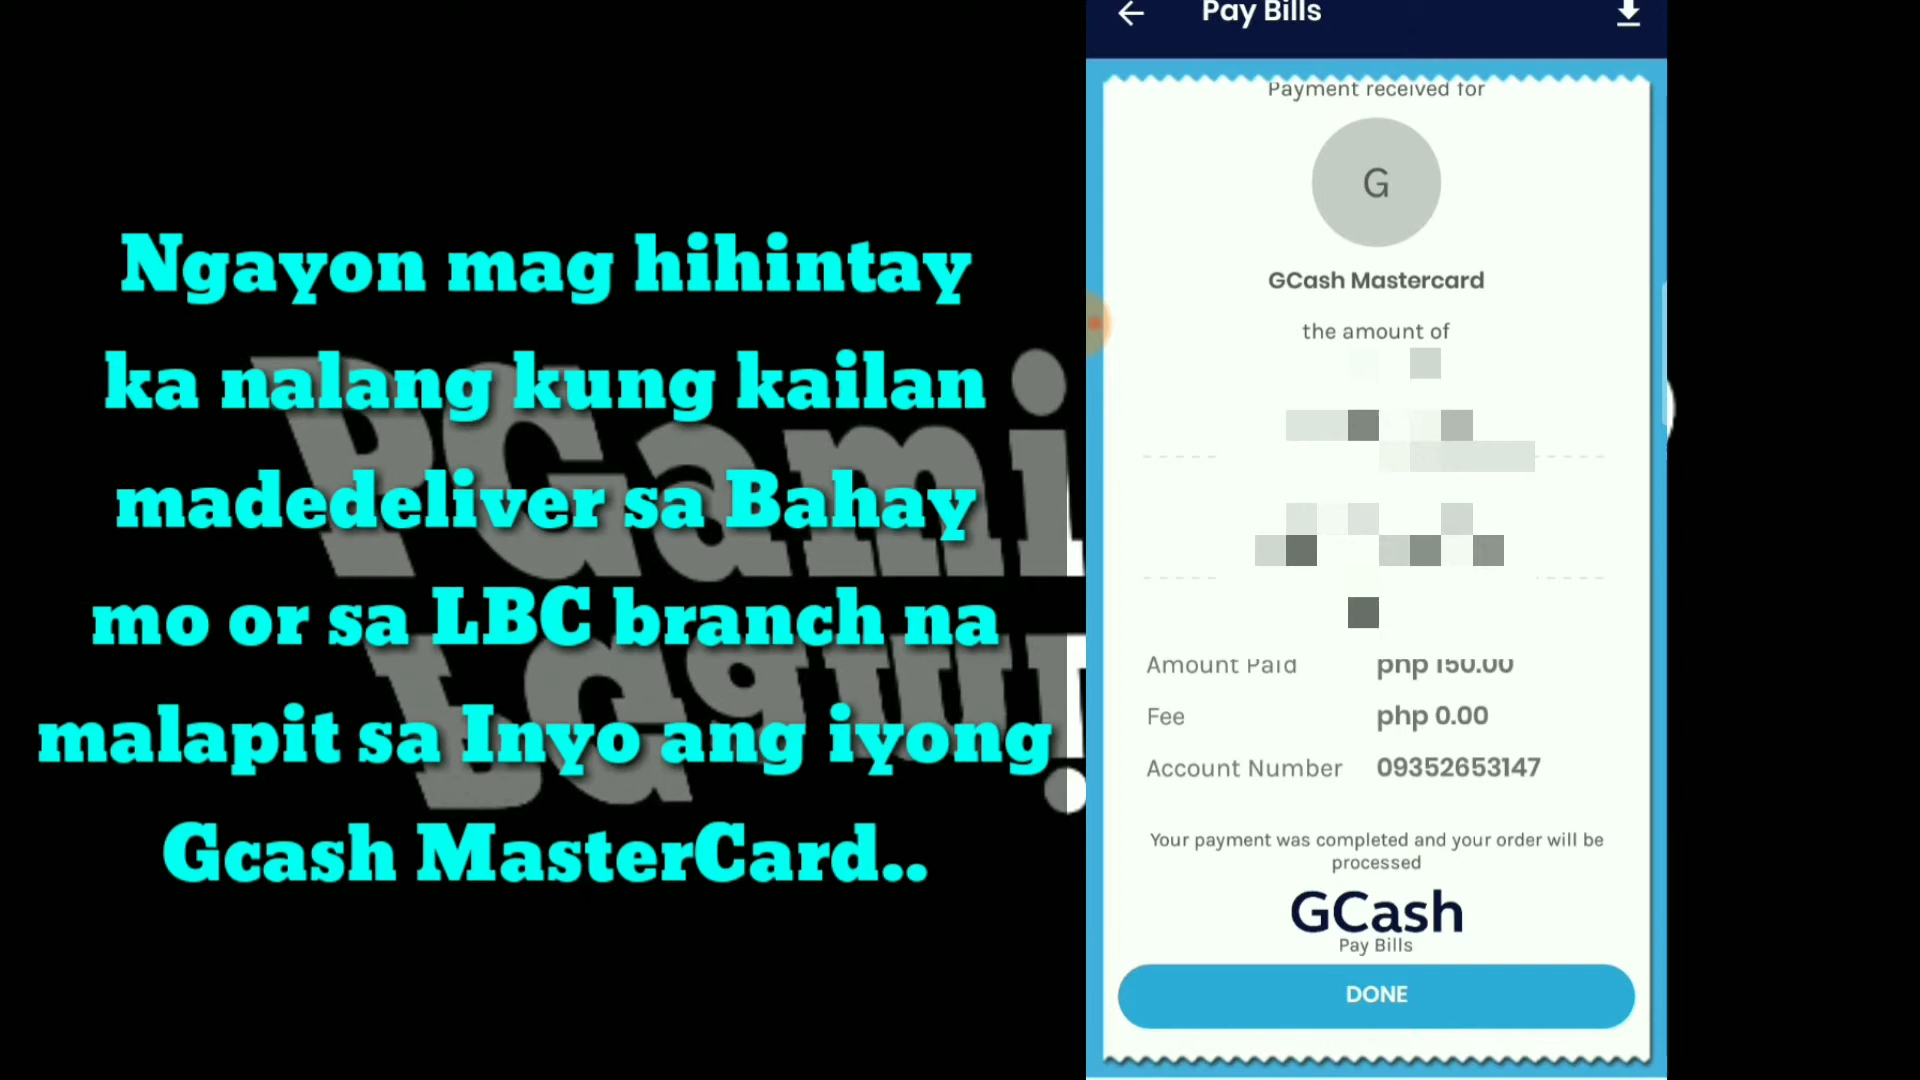 Ngayon mag hihintay
ka nalang kung kailan
madedeliver sa Bahay
mo or sa LBC branch na
malapit sa Inyo ang iyong
Gcash MasterCard..
PGami
Pay Bills
Payment received for
G
GCash Mastercard
the amount of
Amount Paid php 150.00
Fee php 0.00
Account Number 09352653147
Your payment was completed and your order will be
processed
GCash
Pay Bills
DONE